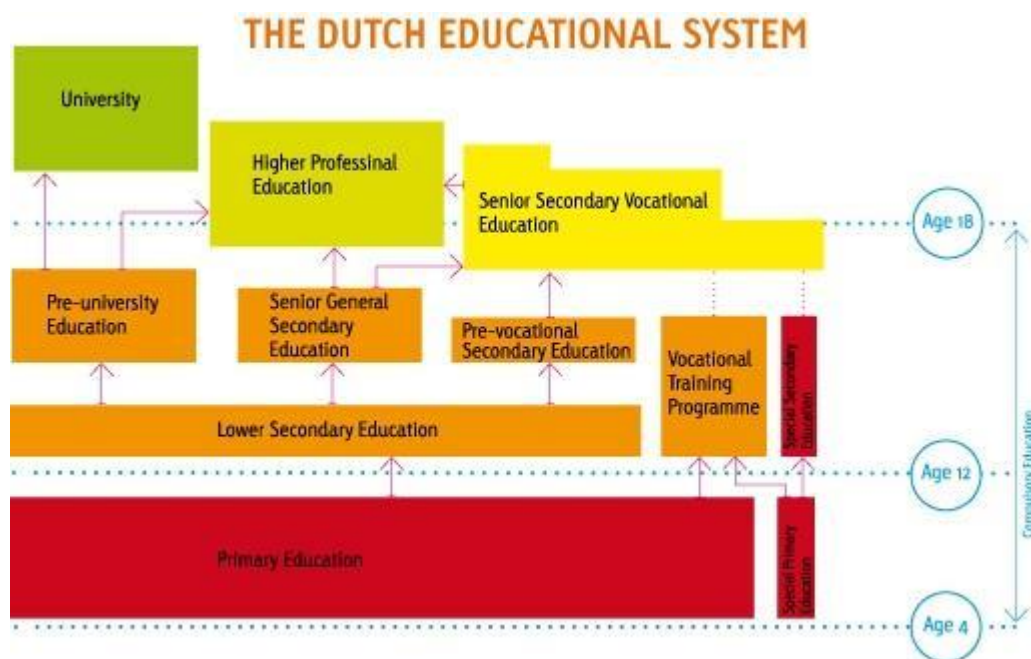 THE DUTCH EDUCATIONAL SYSTEM
University
Higher Professinal
Education
Senior Secondary Vocational
Education
Age 18
Pre-university
Education
Senior General
Secondary
Education
Pre-vocational
Secondary Education
Vocational
Training
Programme
Special Secondary
Education
Lower Secondary Education
Compulsory Education
Age 12
Primary Education
Special Primary
Education
Age 4